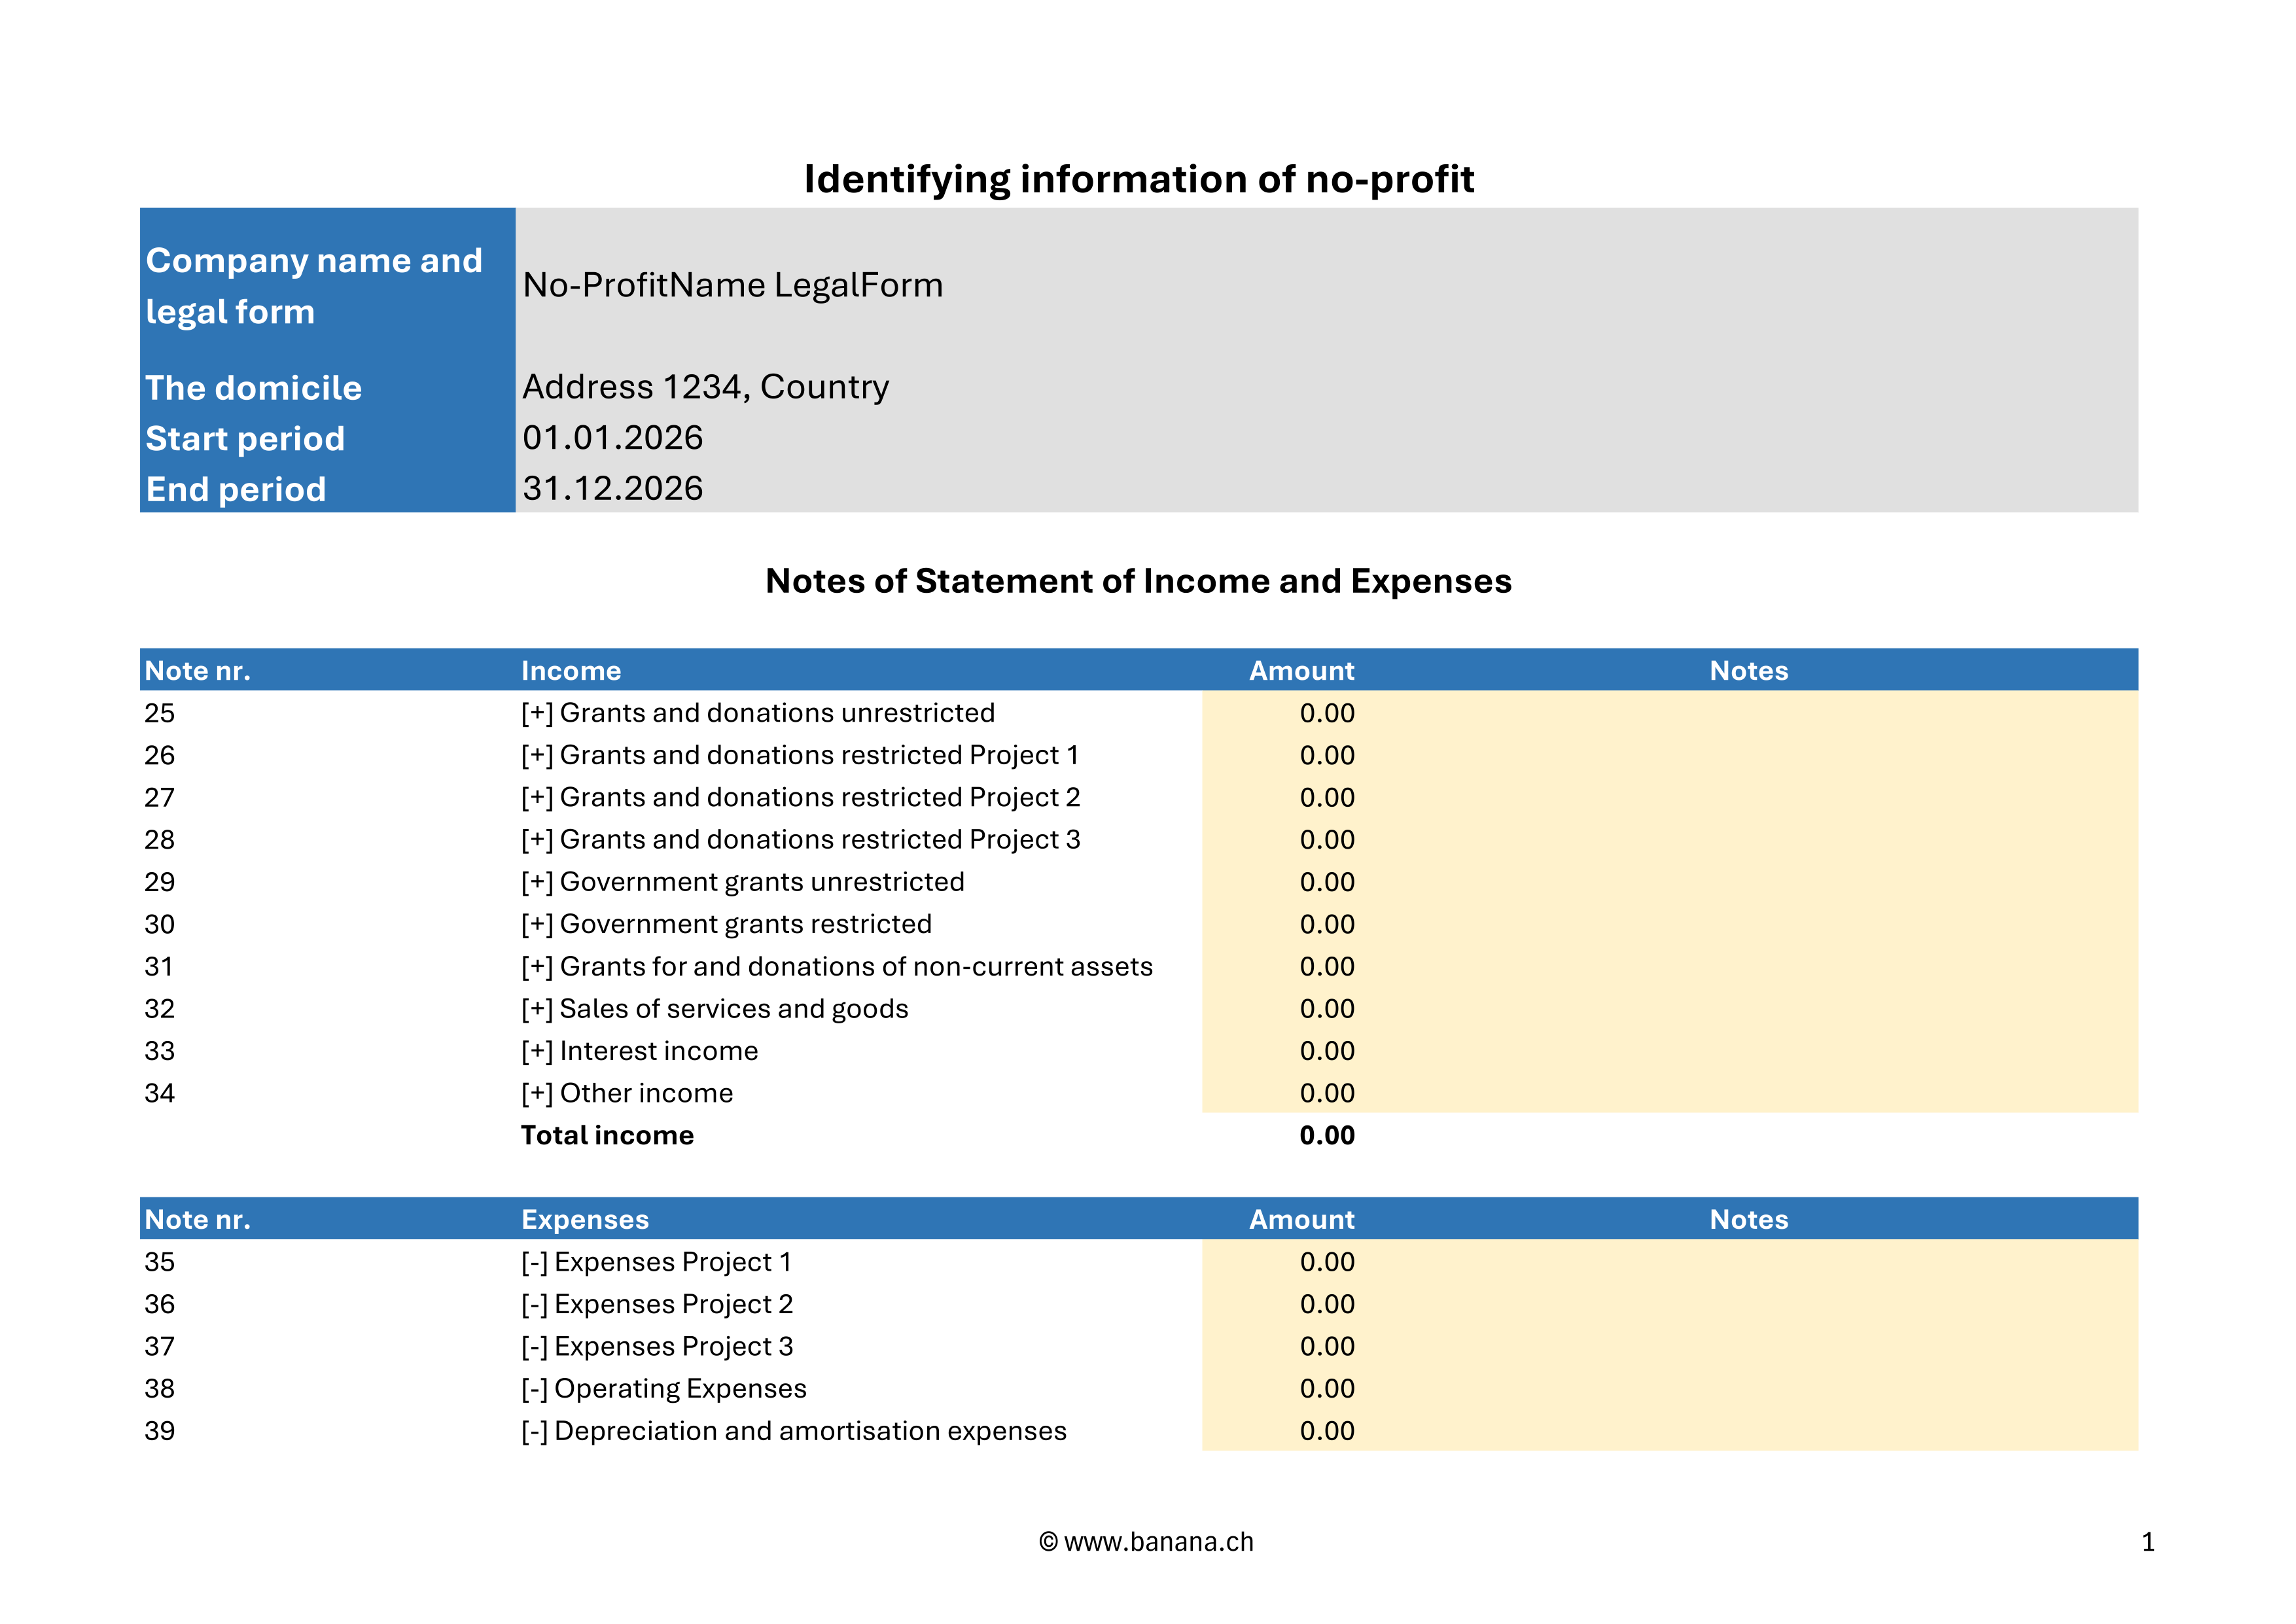 Identifying information of no-profit
Company name and
legal form
No-ProfitName LegalForm
The domicile Address 1234, Country
Start period 01.01.2026
End period 31.12.2026
Notes of Statement of Income and Expenses
Note nr. Income Amount Notes
25 [+] Grants and donations unrestricted 0.00
26 [+] Grants and donations restricted Project 1 0.00
27 [+] Grants and donations restricted Project 2 0.00
28 [+] Grants and donations restricted Project 3 0.00
29 [+] Government grants unrestricted 0.00
30 [+] Government grants restricted 0.00
31 [+] Grants for and donations of non-current assets 0.00
32 [+] Sales of services and goods 0.00
33 [+] Interest income 0.00
34 [+] Other income 0.00
Total income 0.00
Note nr. Expenses Amount Notes
35 [-] Expenses Project 1 0.00
36 [-] Expenses Project 2 0.00
37 [-] Expenses Project 3 0.00
38 [-] Operating Expenses 0.00
39 [-] Depreciation and amortisation expenses 0.00
© www.banana.ch 1